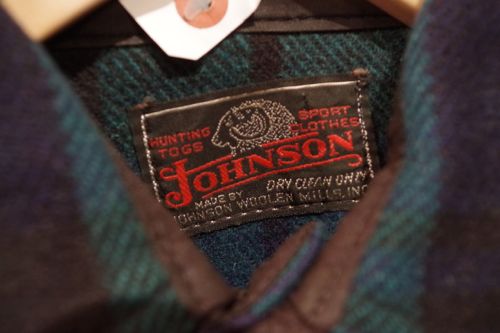 HUNTING SPORT
TOGS CLOTHES
JOHNSON
MADE BY DRY CLEAN ONLY
JOHNSON WOOLEN MILLS, INC